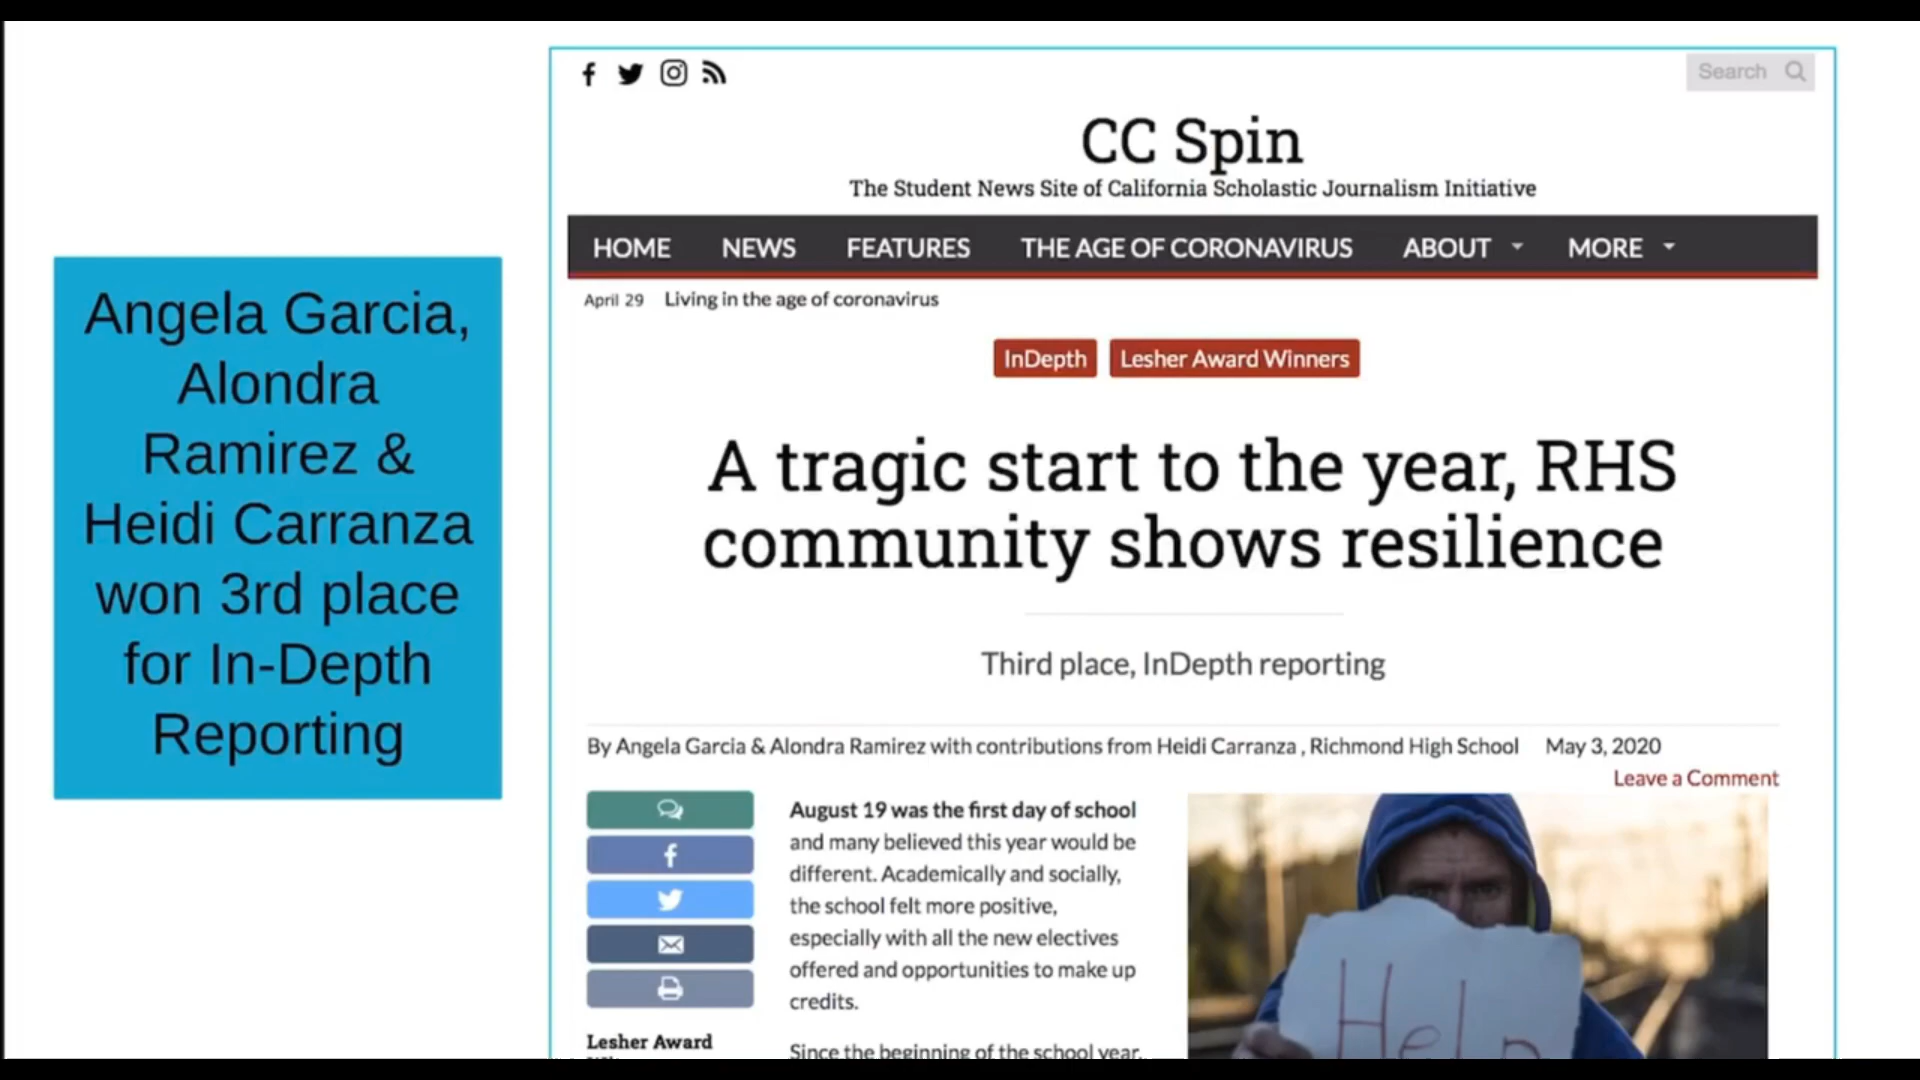 Angela Garcia,
Alondra
Ramirez &
Heidi Carranza
won 3rd place
for In-Depth
Reporting
Search
CC Spin
The Student News Site of California Scholastic Journalism Initiative
HOME NEWS FEATURES THE AGE OF CORONAVIRUS ABOUT MORE
April 29 Living in the age of coronavirus
InDepth Lesher Award Winners
A tragic start to the year, RHS
community shows resilience
Third place, InDepth reporting
By Angela Garcia & Alondra Ramirez with contributions from Heidi Carranza , Richmond High School May 3, 2020
Leave a Comment
August 19 was the first day of school
and many believed this year would be
different. Academically and socially,
the school felt more positive,
especially with all the new electives
offered and opportunities to make up
credits.
Since the beginning of the school year,
Lesher Award
Help